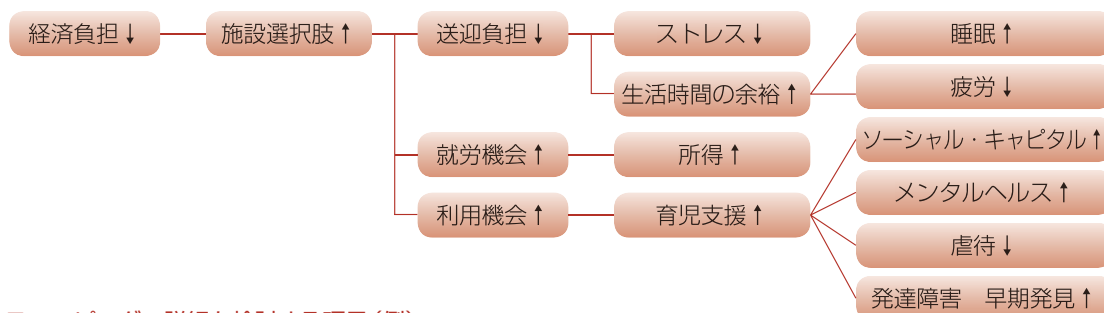 経済負担↓
施設選択肢↑
送迎負担↓
ストレス↓
睡眠↑
生活時間の余裕↑
疲労↓
就労機会↑
所得↑
ソーシャル・キャピタル↑
利用機会↑
育児支援↑
メンタルヘルス↑
虐待↓
発達障害　早期発見↑